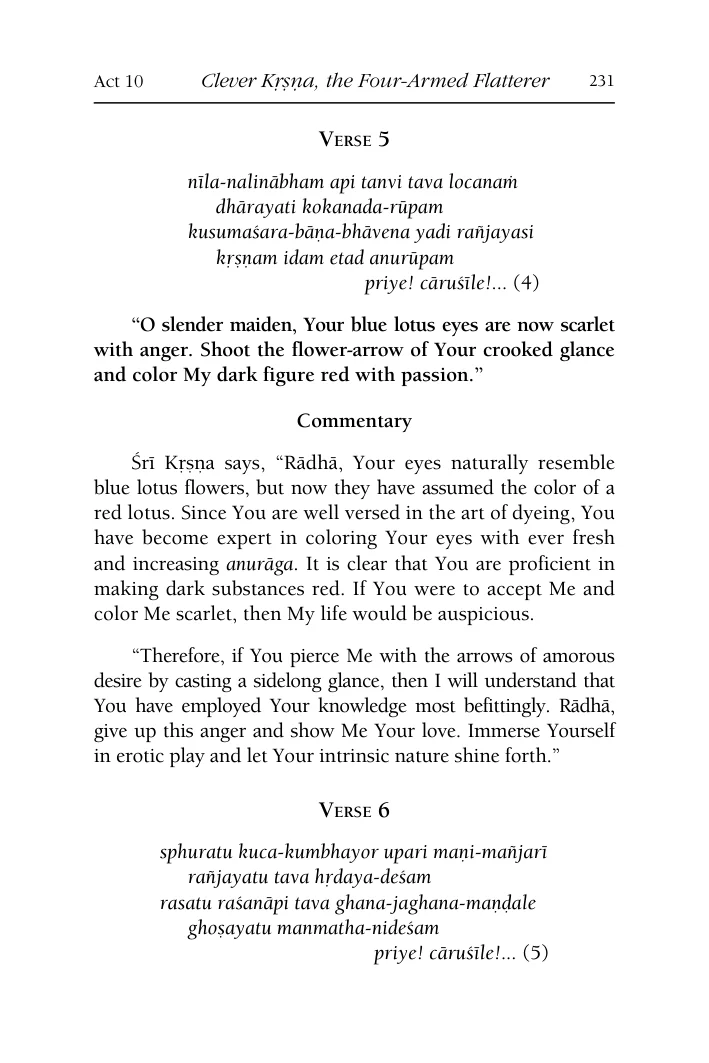 Act 10 Clever Kṛṣṇa, the Four-Armed Flatterer 231
Verse 5
nīla-nalinābham api tanvi tava locanaṁ
dhārayati kokanada-rūpam
kusumaśara-bāṇa-bhāvena yadi rañjayasi
kṛṣṇam idam etad anurūpam
priye! cāruśīle!... (4)
“O slender maiden, Your blue lotus eyes are now scarlet
with anger. Shoot the flower-arrow of Your crooked glance
and color My dark figure red with passion.”
Commentary
Śrī Kṛṣṇa says, “Rādhā, Your eyes naturally resemble
blue lotus flowers, but now they have assumed the color of a
red lotus. Since You are well versed in the art of dyeing, You
have become expert in coloring Your eyes with ever fresh
and increasing anurāga. It is clear that You are proficient in
making dark substances red. If You were to accept Me and
color Me scarlet, then My life would be auspicious.
“Therefore, if You pierce Me with the arrows of amorous
desire by casting a sidelong glance, then I will understand that
You have employed Your knowledge most befittingly. Rādhā,
give up this anger and show Me Your love. Immerse Yourself
in erotic play and let Your intrinsic nature shine forth.”
Verse 6
sphuratu kuca-kumbhayor upari maṇi-mañjarī
rañjayatu tava hṛdaya-deśam
rasatu raśanāpi tava ghana-jaghana-maṇḍale
ghoṣayatu manmatha-nideśam
priye! cāruśīle!... (5)